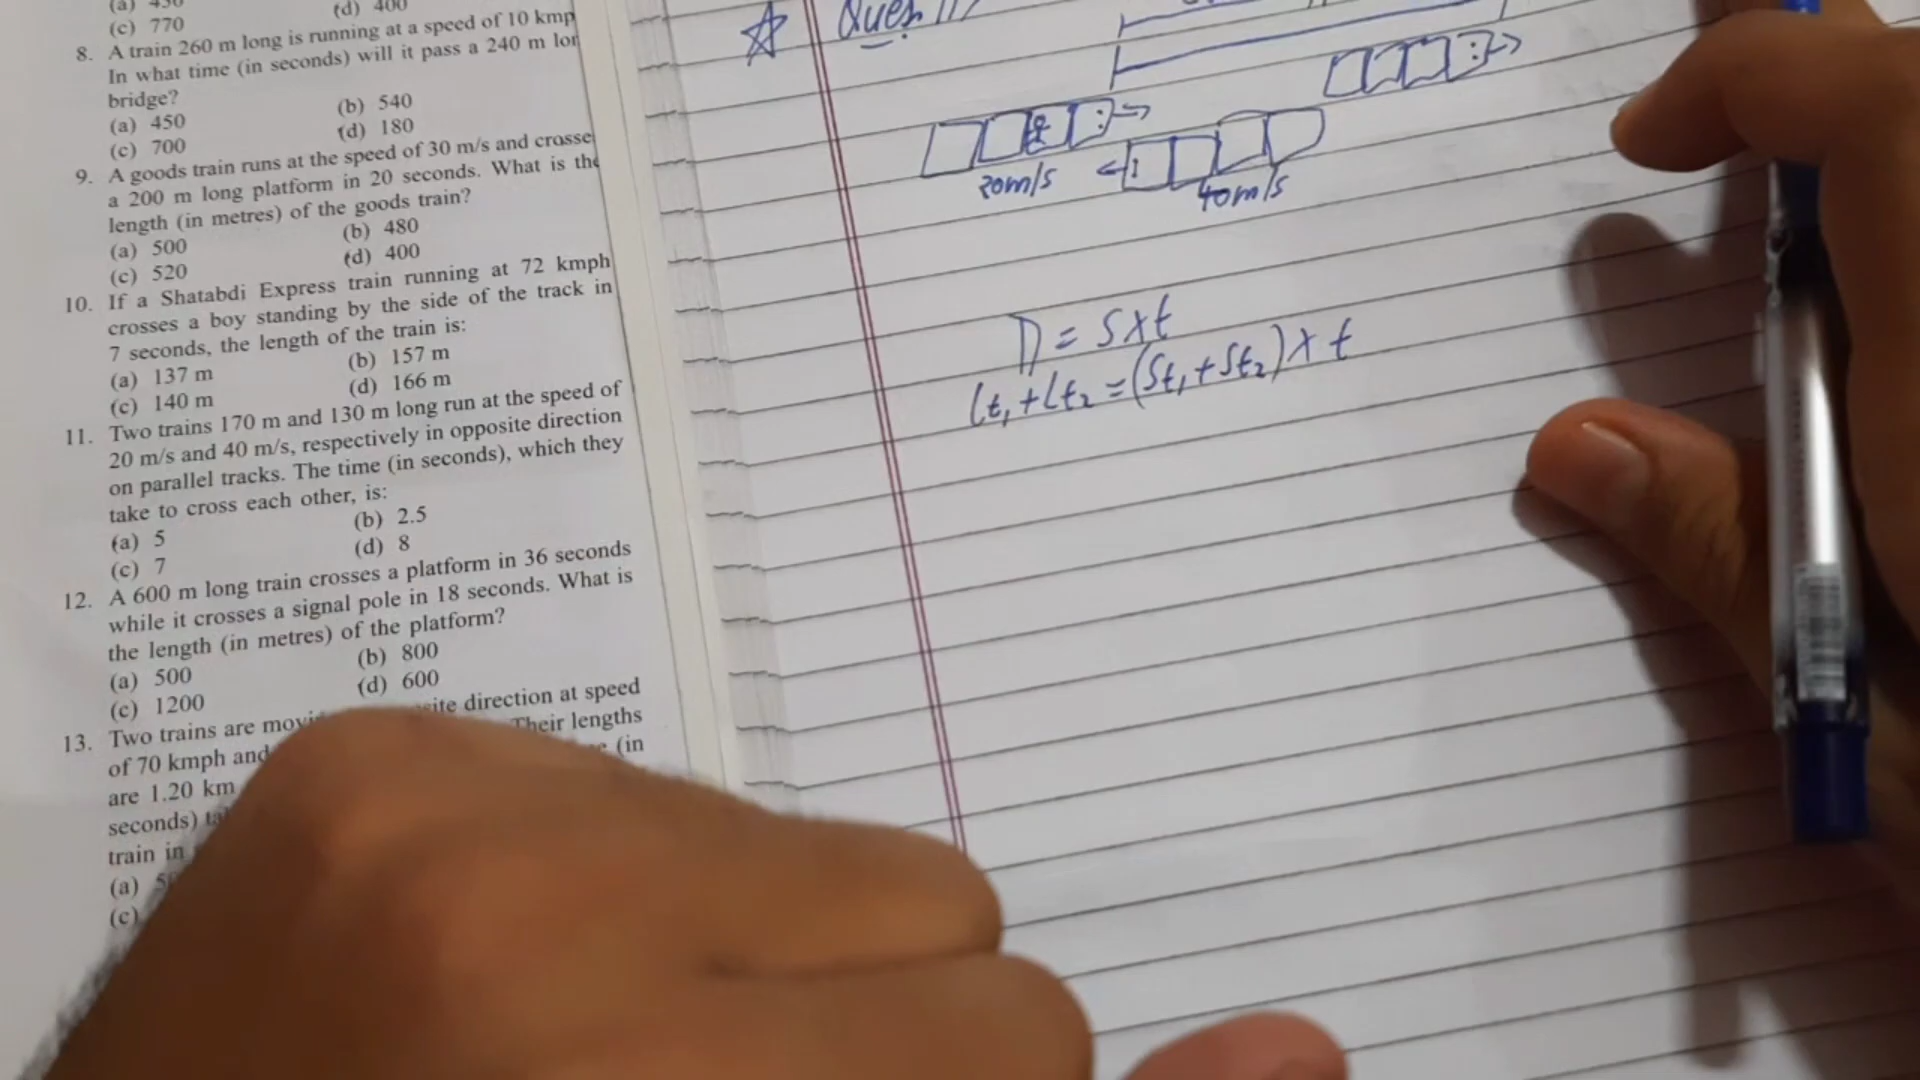 (a) 450
(d) 400
(c) 770
8. A train 260 m long is running at a speed of 10 kmp
In what time (in seconds) will it pass a 240 m lon
bridge?
(a) 450
(b) 540
(c) 700
(d) 180
9. A goods train runs at the speed of 30 m/s and crosse
a 200 m long platform in 20 seconds. What is the
length (in metres) of the goods train?
(a) 500
(b) 480
(c) 520
(d) 400
10. If a Shatabdi Express train running at 72 kmph
crosses a boy standing by the side of the track in
7 seconds, the length of the train is:
(a) 137 m
(b) 157 m
(c) 140 m
(d) 166 m
11. Two trains 170 m and 130 m long run at the speed of
20 m/s and 40 m/s, respectively in opposite direction
on parallel tracks. The time (in seconds), which they
take to cross each other, is:
(a) 5
(b) 2.5
(c) 7
(d) 8
12. A 600 m long train crosses a platform in 36 seconds
while it crosses a signal pole in 18 seconds. What is
the length (in metres) of the platform?
(a) 500
(b) 800
(c) 1200
(d) 600
13. Two trains are direction at speed
of 70 kmph and Their lengths
are 1.20 km (in
seconds)
train in
(a)
(c)
Ques 11
20m/s
40m/s
D = S x t
Lt₁ + Lt₂ = (St₁ + St₂) x t